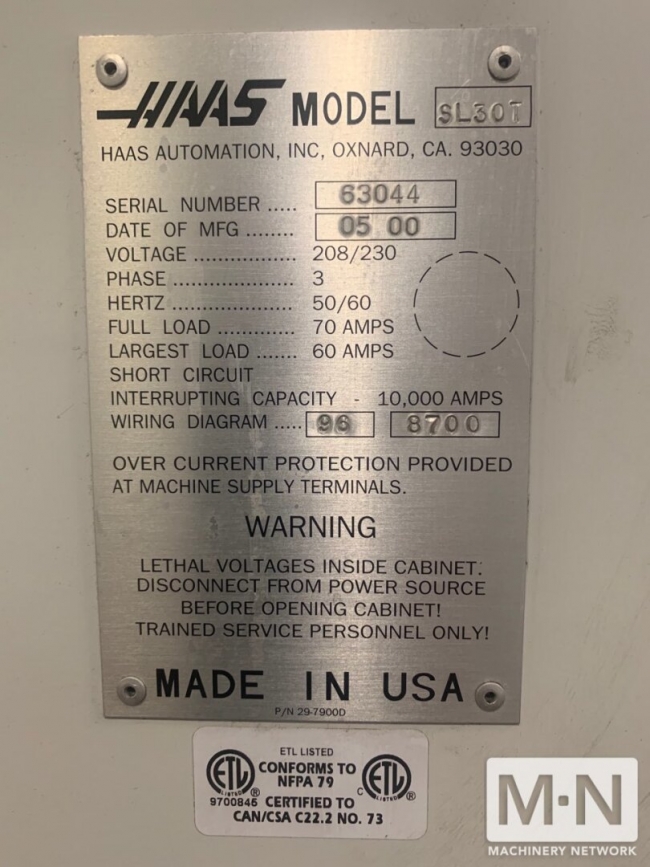 HAAS MODEL SL30T
HAAS AUTOMATION, INC, OXNARD, CA. 93030
SERIAL NUMBER ..... 63044
DATE OF MFG ........ 05 00
VOLTAGE ................. 208/230
PHASE .................... 3
HERTZ .................... 50/60
FULL LOAD ............. 70 AMPS
LARGEST LOAD ....... 60 AMPS
SHORT CIRCUIT
INTERRUPTING CAPACITY - 10,000 AMPS
WIRING DIAGRAM ..... 96 8700
OVER CURRENT PROTECTION PROVIDED
AT MACHINE SUPPLY TERMINALS.
WARNING
LETHAL VOLTAGES INSIDE CABINET.
DISCONNECT FROM POWER SOURCE
BEFORE OPENING CABINET!
TRAINED SERVICE PERSONNEL ONLY!
MADE IN USA
P/N 29-7900D
ETL LISTED
CONFORMS TO
NFPA 79
ETL LISTED ® C ETL LISTED ®
9700846 CERTIFIED TO
CAN/CSA C22.2 NO. 73
M·N
MACHINERY NETWORK